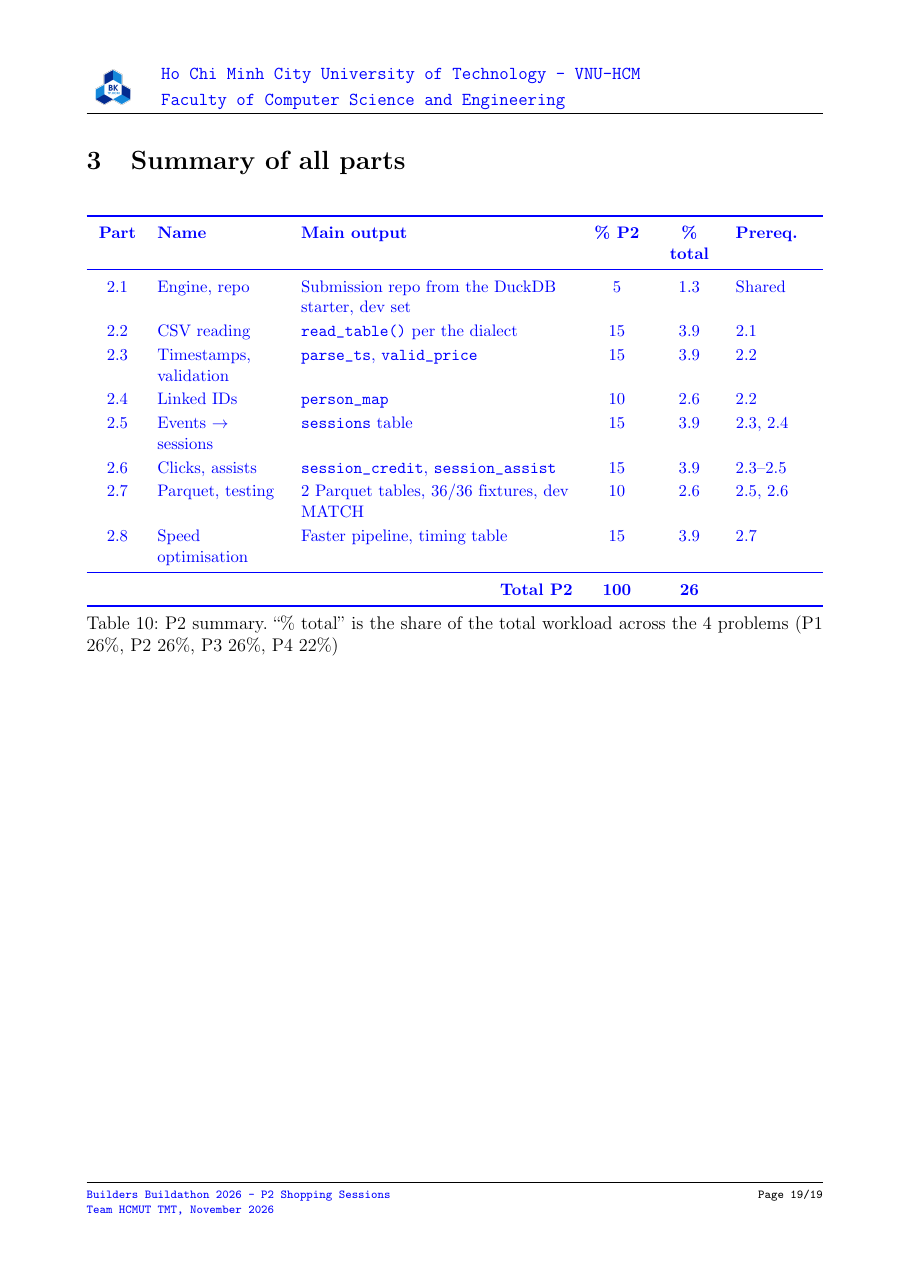 BK
Ho Chi Minh City University of Technology - VNU-HCM
Faculty of Computer Science and Engineering
3 Summary of all parts
Part Name Main output % P2 % total Prereq.
2.1 Engine, repo Submission repo from the DuckDB starter, dev set 5 1.3 Shared
2.2 CSV reading read_table() per the dialect 15 3.9 2.1
2.3 Timestamps, validation parse_ts, valid_price 15 3.9 2.2
2.4 Linked IDs person_map 10 2.6 2.2
2.5 Events → sessions sessions table 15 3.9 2.3, 2.4
2.6 Clicks, assists session_credit, session_assist 15 3.9 2.3–2.5
2.7 Parquet, testing 2 Parquet tables, 36/36 fixtures, dev MATCH 10 2.6 2.5, 2.6
2.8 Speed optimisation Faster pipeline, timing table 15 3.9 2.7
Total P2 100 26
Table 10: P2 summary. “% total” is the share of the total workload across the 4 problems (P1
26%, P2 26%, P3 26%, P4 22%)
Builders Buildathon 2026 - P2 Shopping Sessions Page 19/19
Team HCMUT TMT, November 2026